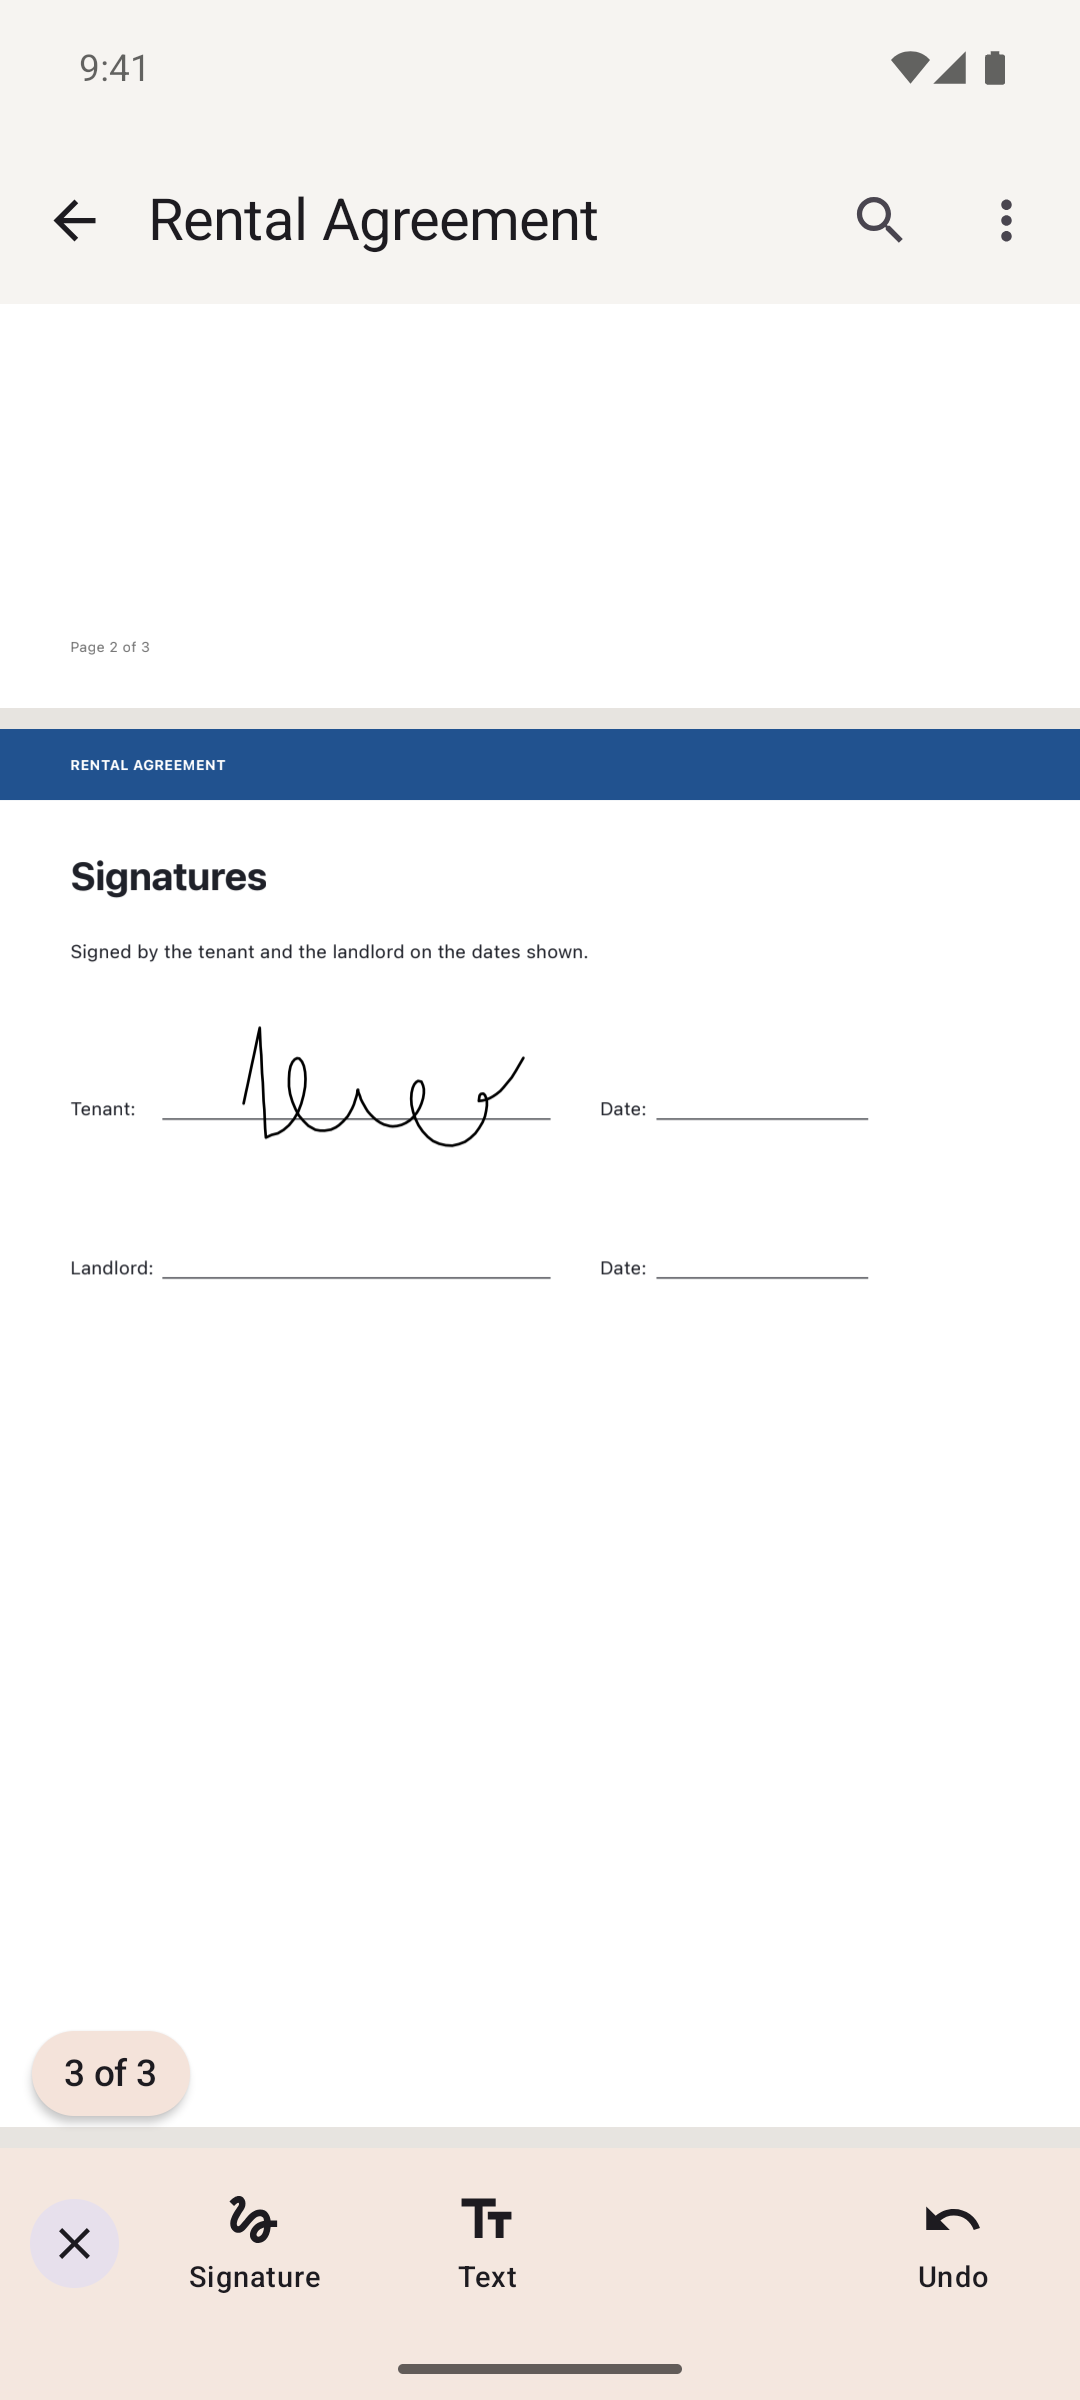 9:41
Rental Agreement
Page 2 of 3
RENTAL AGREEMENT
Signatures
Signed by the tenant and the landlord on the dates shown.
Tenant: Date:
Landlord: Date:
3 of 3
Signature Text Undo